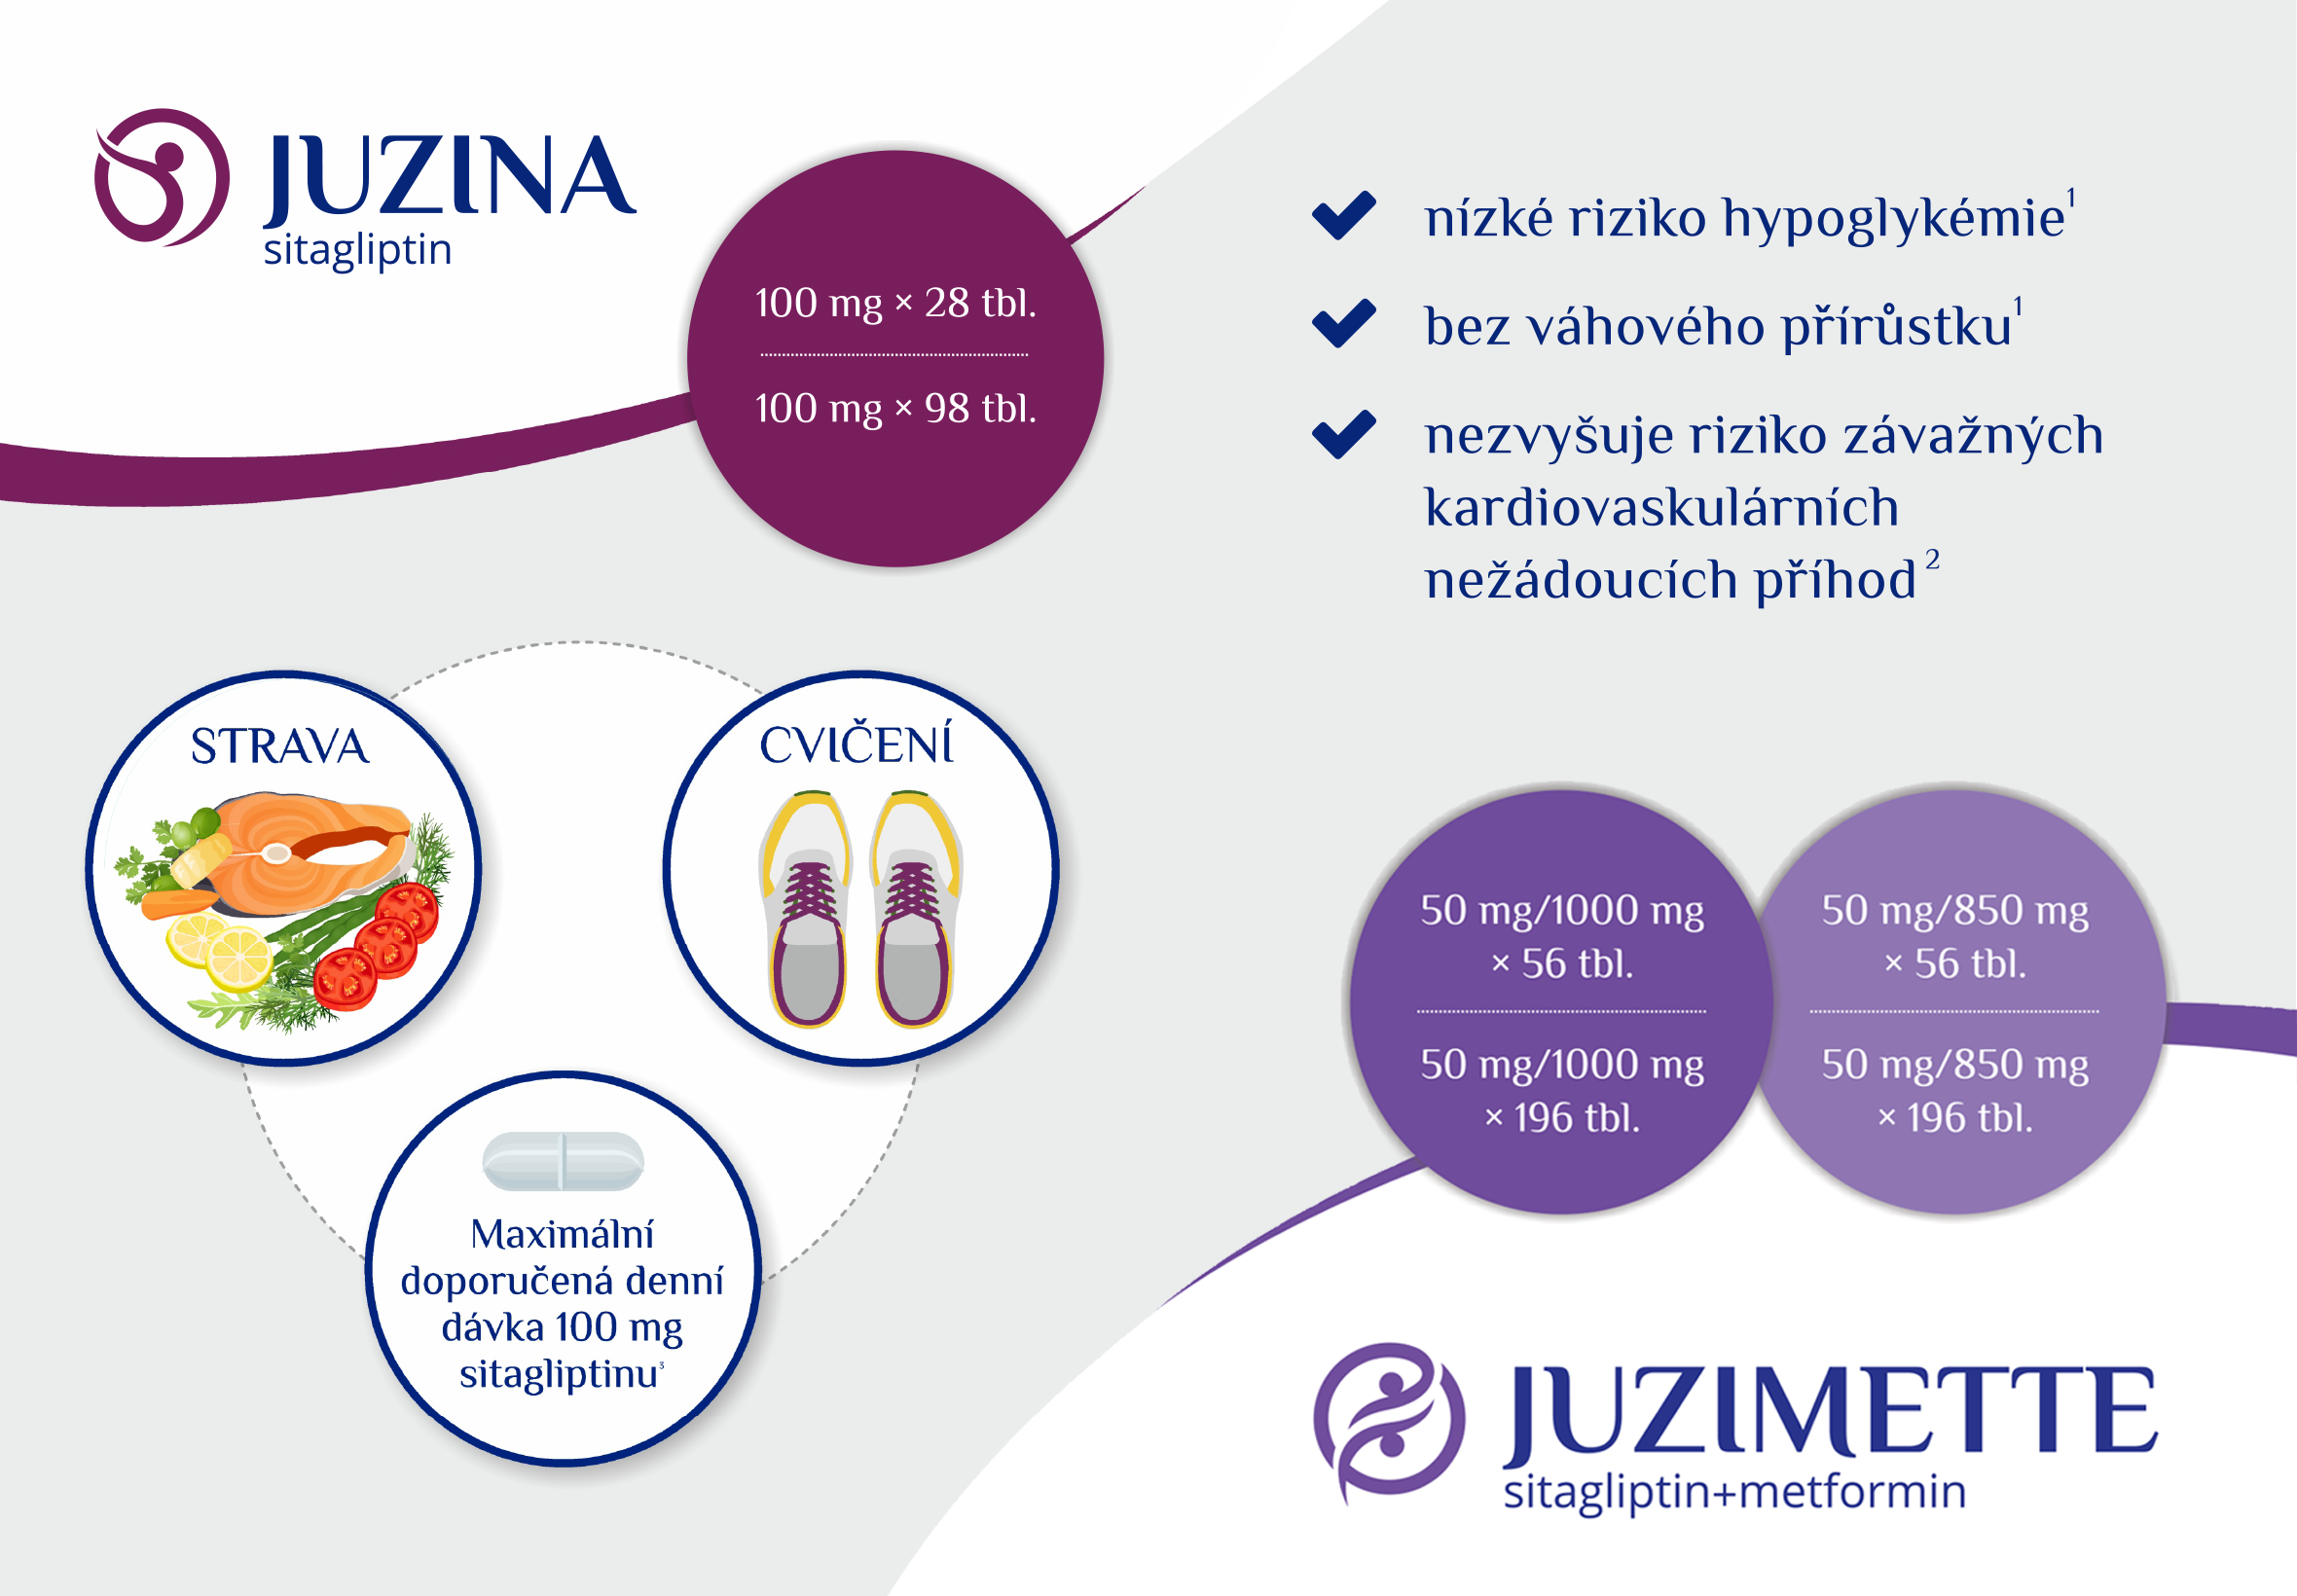 JUZINA
sitagliptin
100 mg × 28 tbl.
100 mg × 98 tbl.
nízké riziko hypoglykémie¹
bez váhového přírůstku¹
nezvyšuje riziko závažných
kardiovaskulárních
nežádoucích příhod²
STRAVA
CVIČENÍ
Maximální
doporučená denní
dávka 100 mg
sitagliptinu³
50 mg/1000 mg
× 56 tbl.
50 mg/1000 mg
× 196 tbl.
50 mg/850 mg
× 56 tbl.
50 mg/850 mg
× 196 tbl.
JUZIMETTE
sitagliptin+metformin